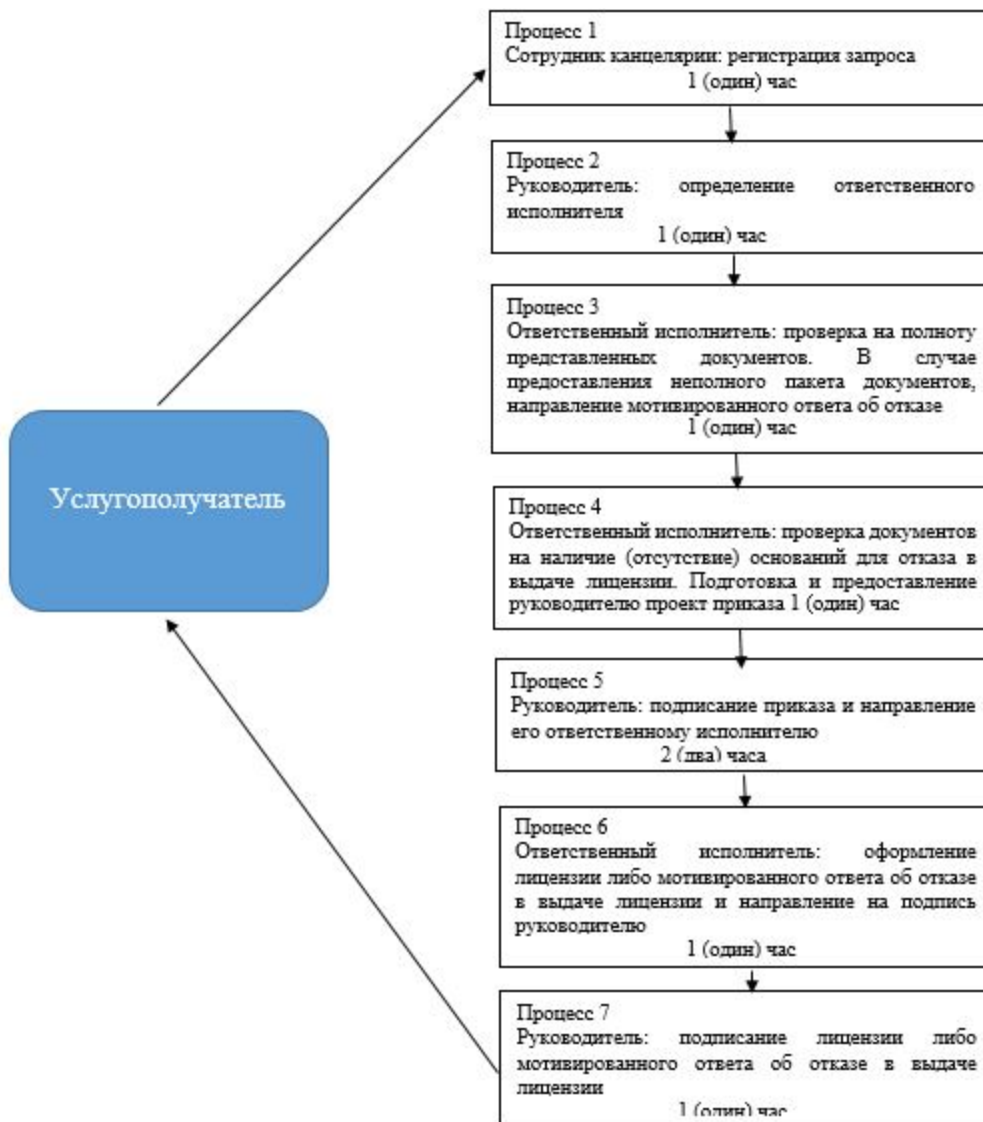 Процесс 1
Сотрудник канцелярии: регистрация запроса
1 (один) час
Процесс 2
Руководитель: определение ответственного
исполнителя
1 (один) час
Процесс 3
Ответственный исполнитель: проверка на полноту
представленных документов. В случае
предоставления неполного пакета документов,
направление мотивированного ответа об отказе
1 (один) час
Услугополучатель
Процесс 4
Ответственный исполнитель: проверка документов
на наличие (отсутствие) оснований для отказа в
выдаче лицензии. Подготовка и предоставление
руководителю проект приказа 1 (один) час
Процесс 5
Руководитель: подписание приказа и направление
его ответственному исполнителю
2 (два) часа
Процесс 6
Ответственный исполнитель: оформление
лицензии либо мотивированного ответа об отказе
в выдаче лицензии и направление на подпись
руководителю
1 (один) час
Процесс 7
Руководитель: подписание лицензии либо
мотивированного ответа об отказе в выдаче
лицензии
1 (один) час